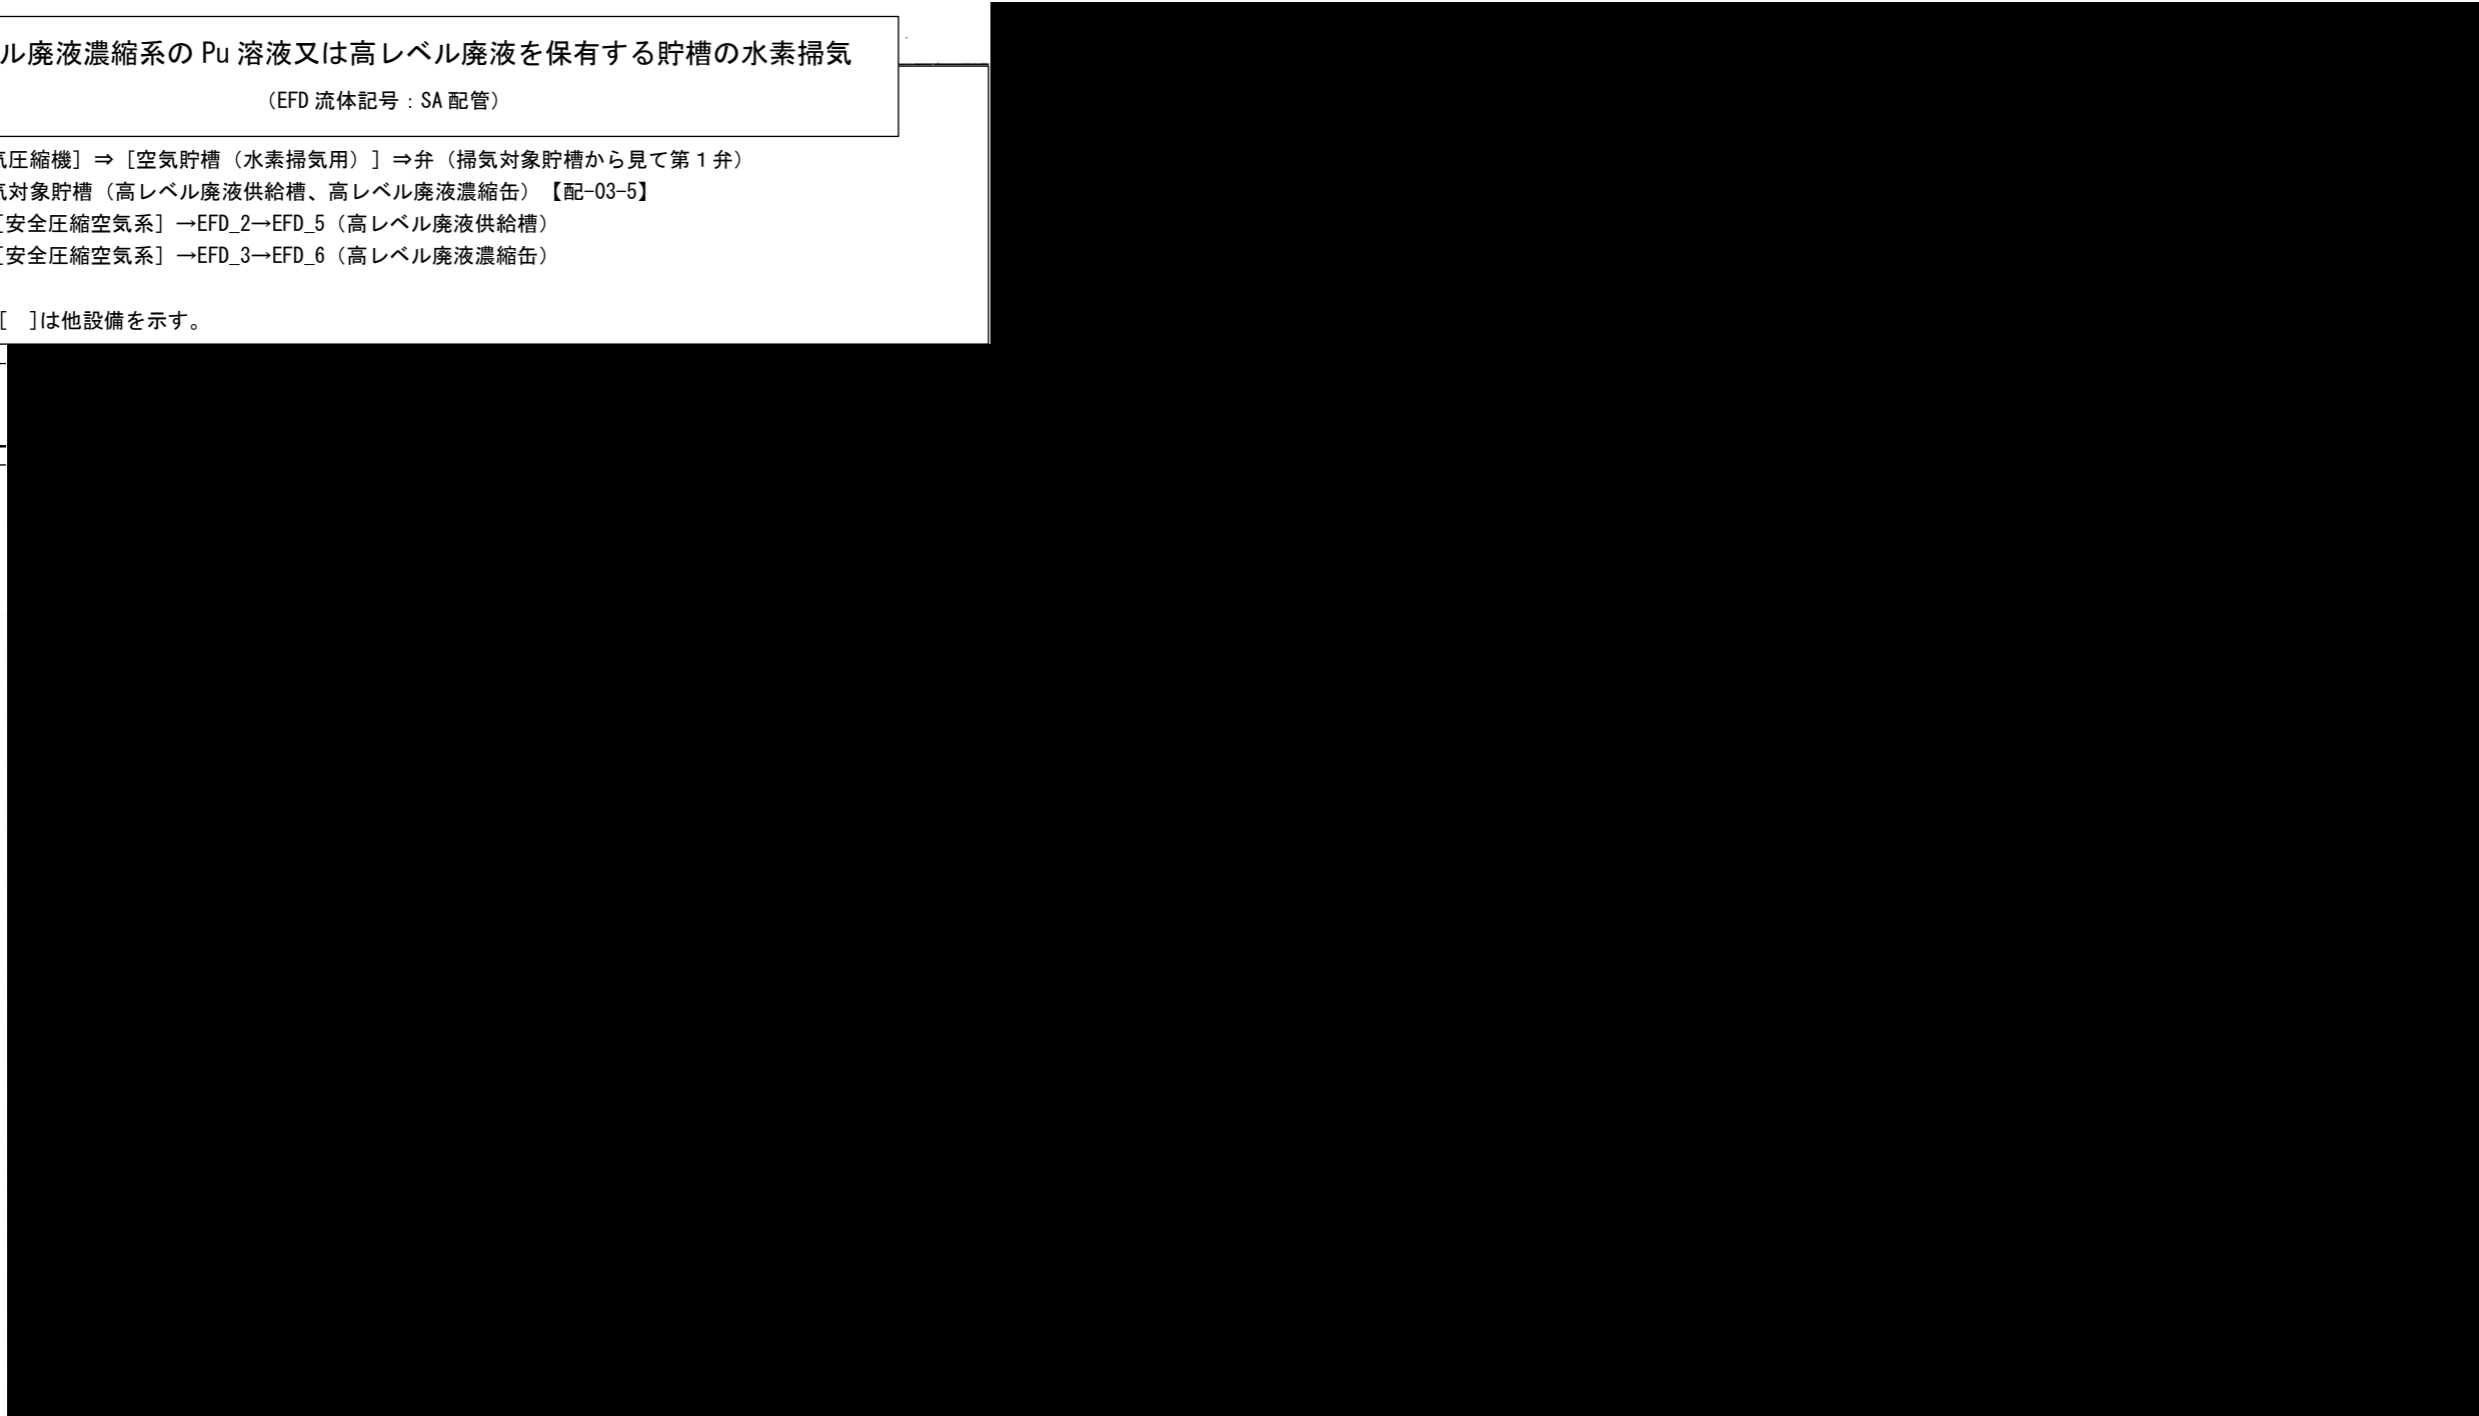 ル廃液濃縮系の Pu 溶液又は高レベル廃液を保有する貯槽の水素掃気
（EFD 流体記号：SA 配管）
圧縮機］⇒［空気貯槽（水素掃気用）］⇒弁（掃気対象貯槽から見て第１弁）
対象貯槽（高レベル廃液供給槽、高レベル廃液濃縮缶）【配-03-5】
［安全圧縮空気系］→EFD_2→EFD_5（高レベル廃液供給槽）
［安全圧縮空気系］→EFD_3→EFD_6（高レベル廃液濃縮缶）
[　]は他設備を示す。